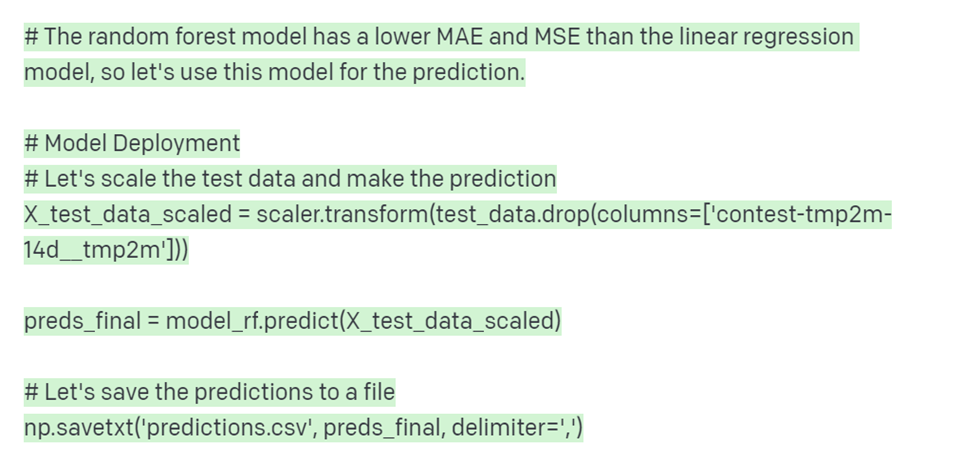 # The random forest model has a lower MAE and MSE than the linear regression
model, so let's use this model for the prediction.
# Model Deployment
# Let's scale the test data and make the prediction
X_test_data_scaled = scaler.transform(test_data.drop(columns=['contest-tmp2m-
14d__tmp2m']))
preds_final = model_rf.predict(X_test_data_scaled)
# Let's save the predictions to a file
np.savetxt('predictions.csv', preds_final, delimiter=',')